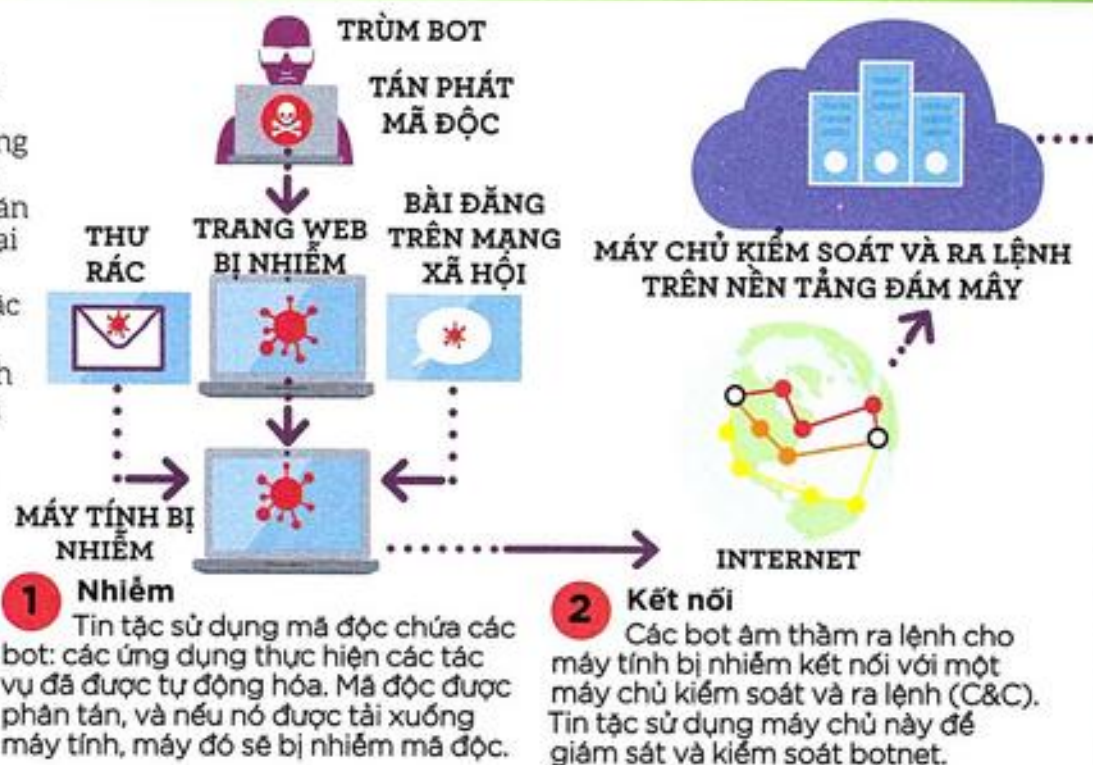 TRÙM BOT
TÁN PHÁT
MÃ ĐỘC
THƯ
RÁC
TRANG WEB
BỊ NHIỄM
BÀI ĐĂNG
TRÊN MẠNG
XÃ HỘI
MÁY TÍNH BỊ
NHIỄM
MÁY CHỦ KIỂM SOÁT VÀ RA LỆNH
TRÊN NỀN TẢNG ĐÁM MÂY
INTERNET
1 Nhiễm
Tin tặc sử dụng mã độc chứa các
bot: các ứng dụng thực hiện các tác
vụ đã được tự động hóa. Mã độc được
phân tán, và nếu nó được tải xuống
máy tính, máy đó sẽ bị nhiễm mã độc.
2 Kết nối
Các bot âm thầm ra lệnh cho
máy tính bị nhiễm kết nối với một
máy chủ kiểm soát và ra lệnh (C&C).
Tin tặc sử dụng máy chủ này để
giám sát và kiểm soát botnet.